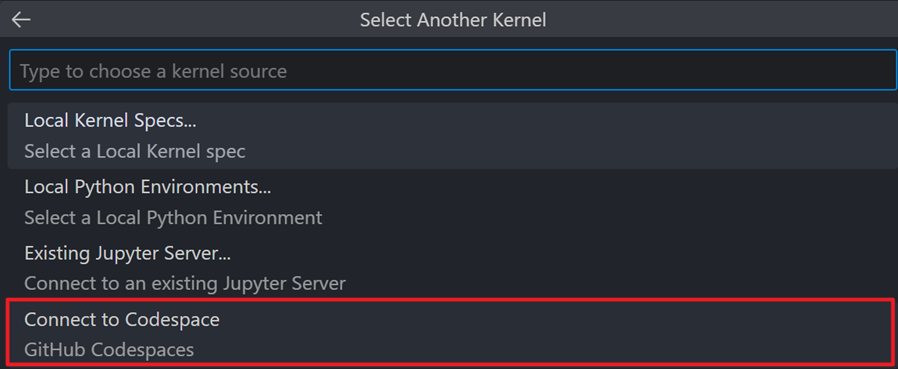 Select Another Kernel
Type to choose a kernel source
Local Kernel Specs...
Select a Local Kernel spec
Local Python Environments...
Select a Local Python Environment
Existing Jupyter Server...
Connect to an existing Jupyter Server
Connect to Codespace
GitHub Codespaces